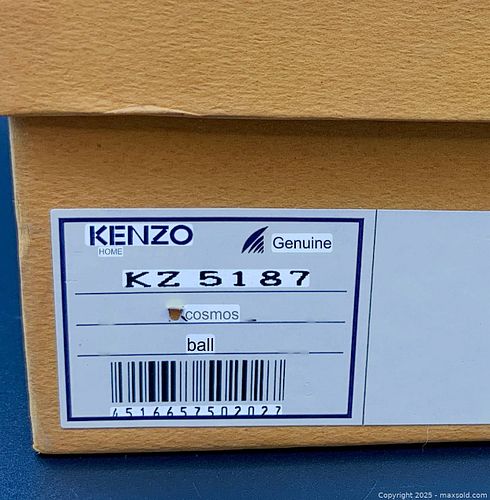 KENZO
HOME
Genuine
KZ 5187
cosmos
ball
4516657502027
Copyright 2025 - maxsold.com